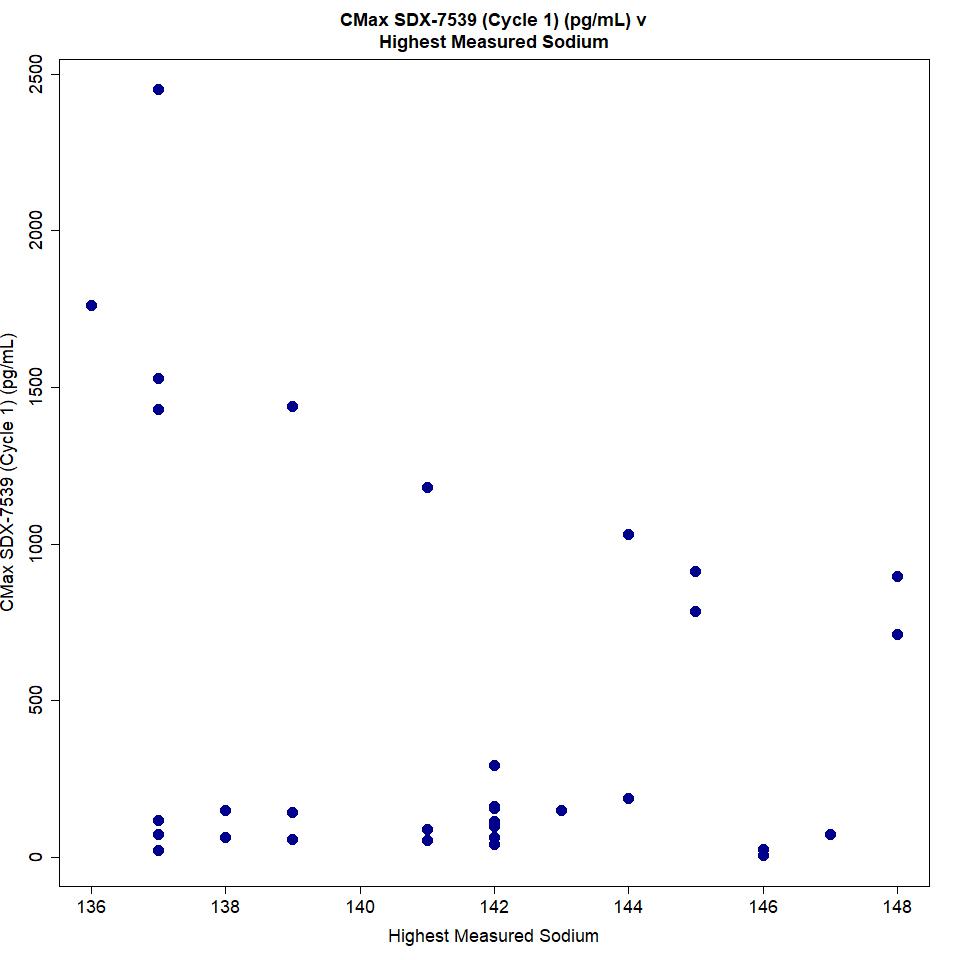 CMax SDX-7539 (Cycle 1) (pg/mL) v
Highest Measured Sodium
CMax SDX-7539 (Cycle 1) (pg/mL)
2500
2000
1500
1000
500
0
136 138 140 142 144 146 148
Highest Measured Sodium